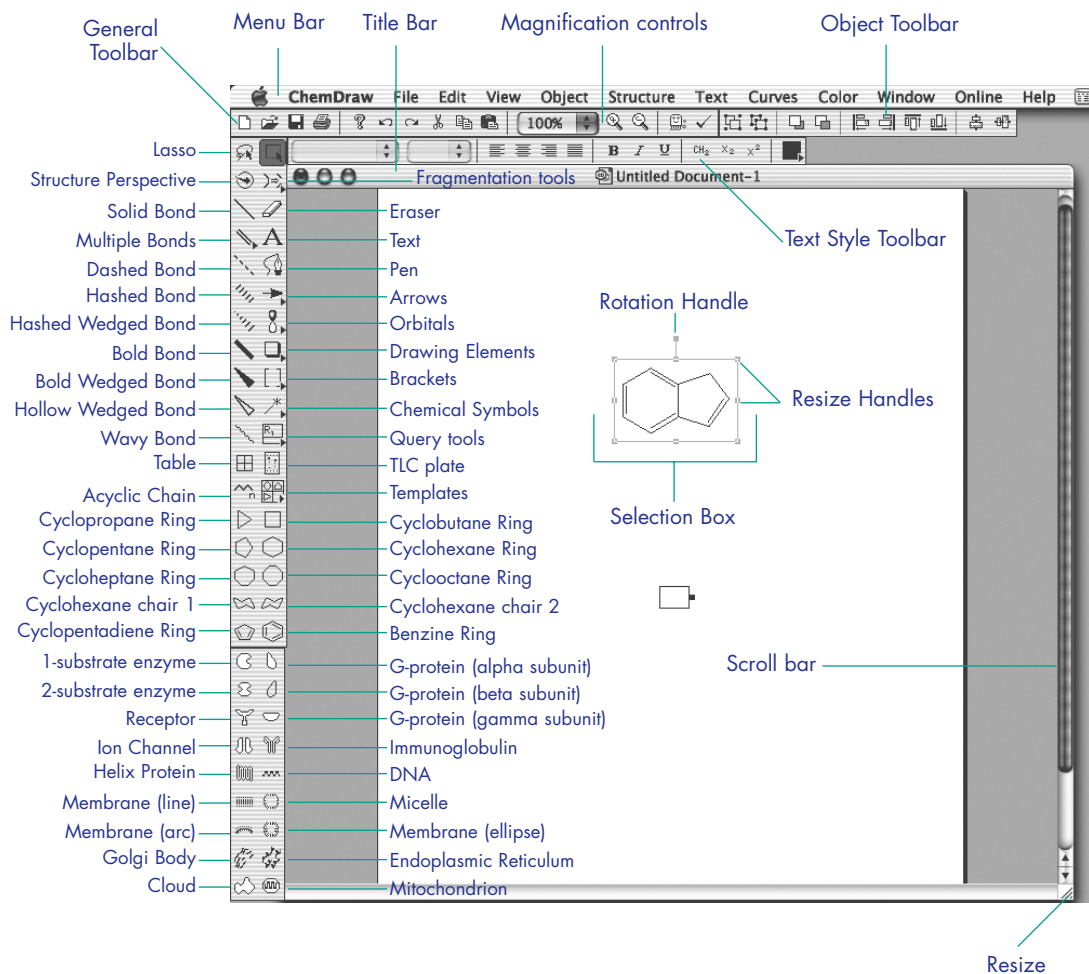 General
Toolbar
Menu Bar
Title Bar
Magnification controls
Object Toolbar
ChemDraw File Edit View Object Structure Text Curves Color Window Online Help
100%
B I U CH₂ X₂ X²
Lasso
Structure Perspective
Fragmentation tools
Untitled Document-1
Solid Bond
Eraser
Multiple Bonds
A
Text
Text Style Toolbar
Dashed Bond
Pen
Hashed Bond
Arrows
Rotation Handle
Hashed Wedged Bond
Orbitals
Bold Bond
Drawing Elements
Bold Wedged Bond
Brackets
Resize Handles
Hollow Wedged Bond
Chemical Symbols
Wavy Bond
R₁
Query tools
Table
TLC plate
Acyclic Chain
n
Templates
Selection Box
Cyclopropane Ring
Cyclobutane Ring
Cyclopentane Ring
Cyclohexane Ring
Cycloheptane Ring
Cyclooctane Ring
Cyclohexane chair 1
Cyclohexane chair 2
Cyclopentadiene Ring
Benzine Ring
1-substrate enzyme
G-protein (alpha subunit)
Scroll bar
2-substrate enzyme
G-protein (beta subunit)
Receptor
G-protein (gamma subunit)
Ion Channel
Immunoglobulin
Helix Protein
DNA
Membrane (line)
Micelle
Membrane (arc)
Membrane (ellipse)
Golgi Body
Endoplasmic Reticulum
Cloud
Mitochondrion
Resize